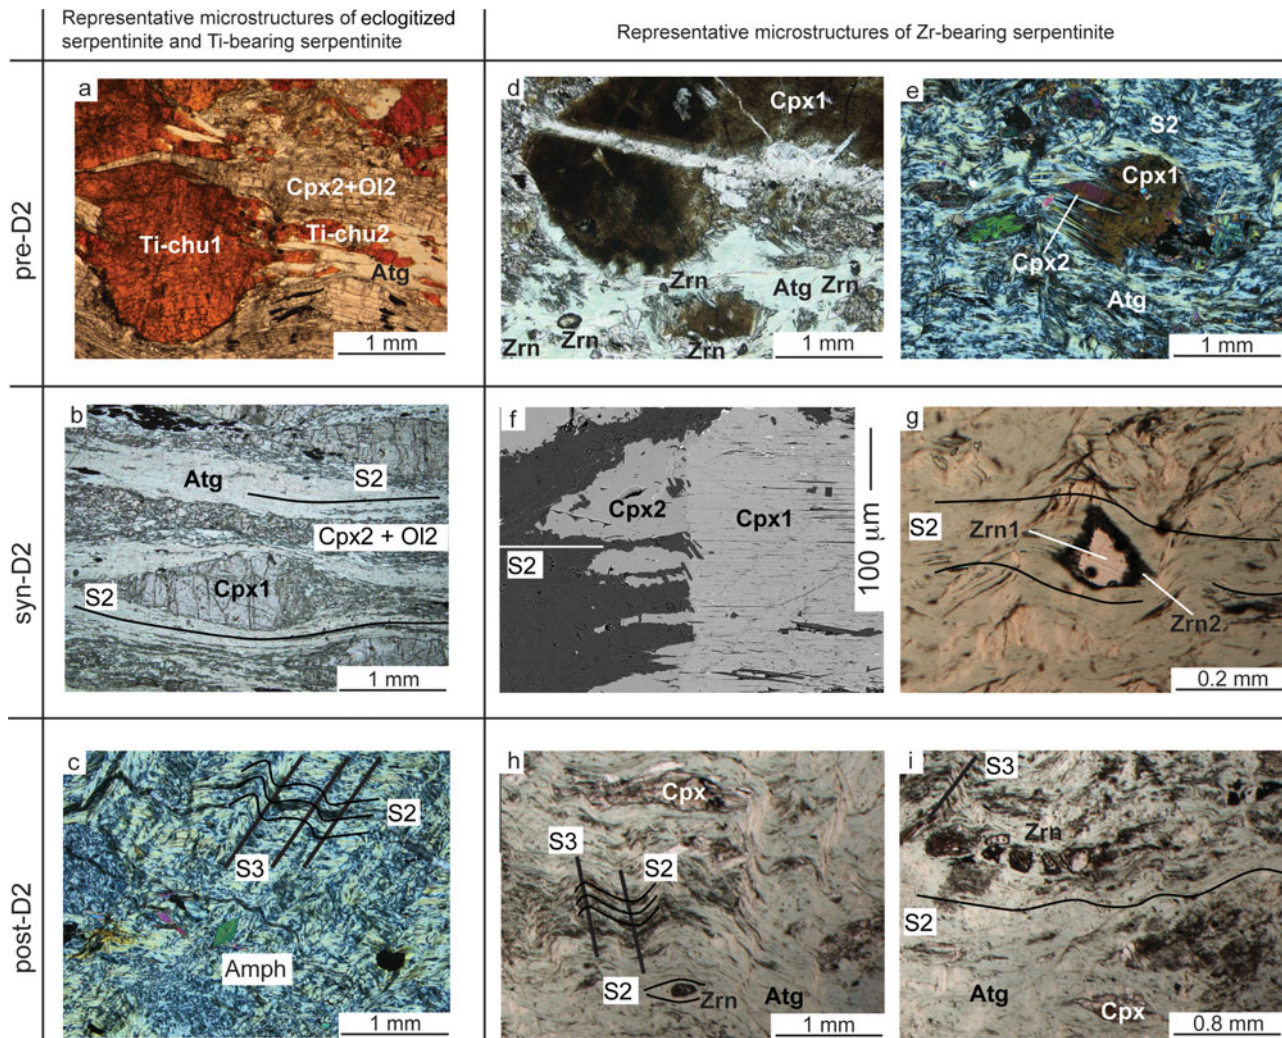 Representative microstructures of eclogitized
serpentinite and Ti-bearing serpentinite
Representative microstructures of Zr-bearing serpentinite
pre-D2
a
Cpx2+Ol2
Ti-chu1
Ti-chu2
Atg
1 mm
d
Cpx1
Zrn
Atg
Zrn
Zrn
Zrn
Zrn
1 mm
e
S2
Cpx1
Cpx2
Atg
1 mm
syn-D2
b
Atg
S2
Cpx2 + Ol2
Cpx1
S2
1 mm
f
Cpx2
Cpx1
S2
100 µm
g
S2
Zrn1
Zrn2
0.2 mm
post-D2
c
S2
S3
Amph
1 mm
h
Cpx
S3
S2
S2
Zrn
Atg
1 mm
i
S3
Zrn
S2
Atg
Cpx
0.8 mm